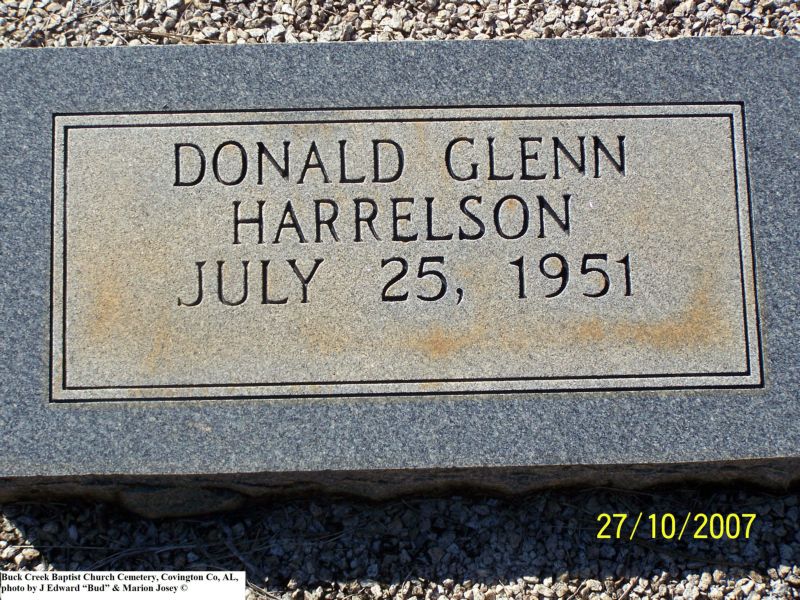 DONALD GLENN
HARRELSON
JULY 25, 1951
27/10/2007
Buck Creek Baptist Church Cemetery, Covington Co, AL,
photo by J Edward “Bud” & Marion Josey ©